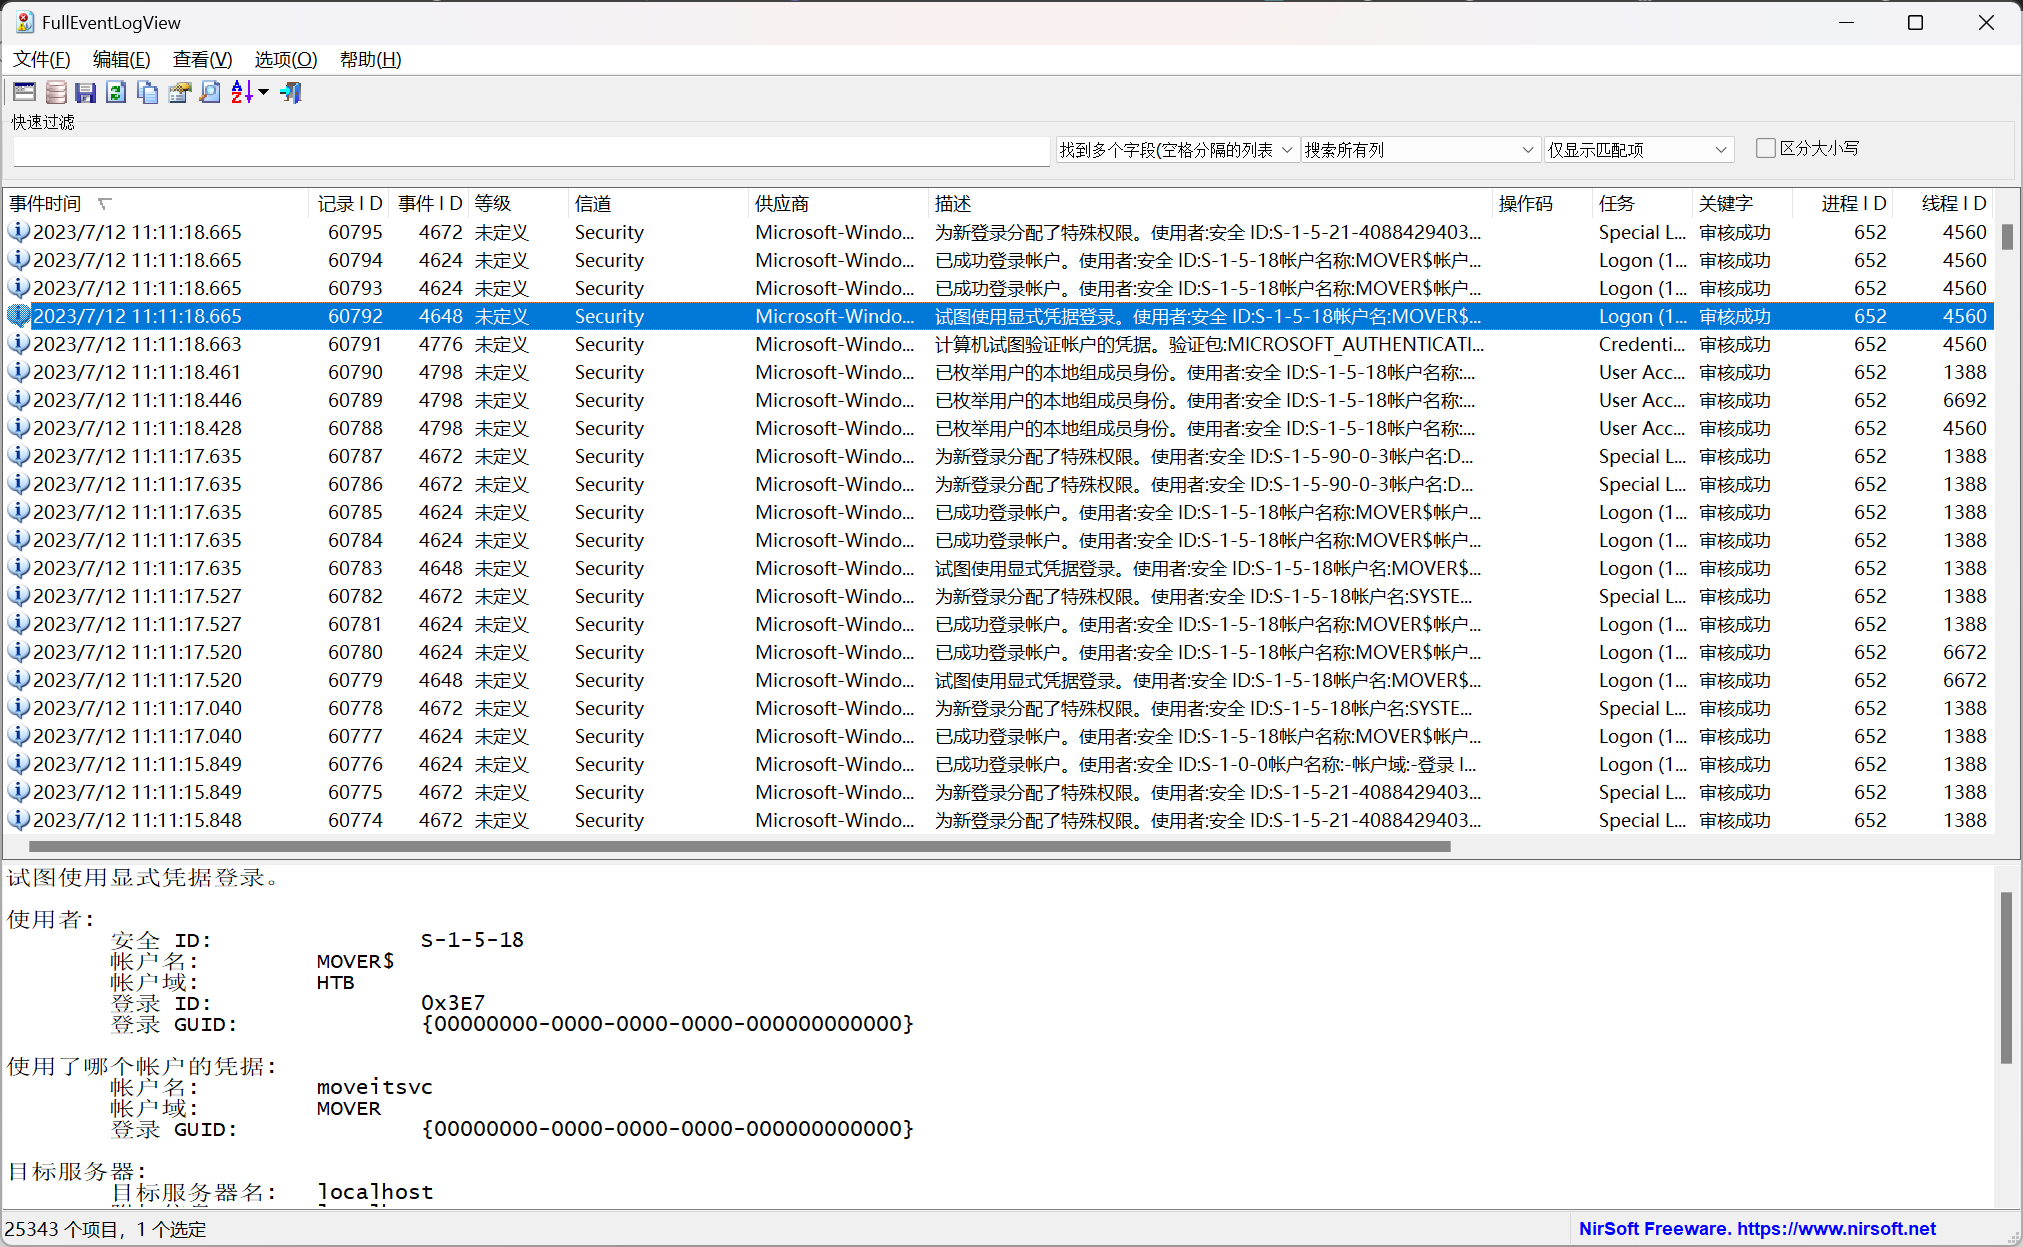 FullEventLogView
文件(F) 编辑(E) 查看(V) 选项(O) 帮助(H)
快速过滤
找到多个字段(空格分隔的列表 搜索所有列 仅显示匹配项 区分大小写
事件时间 记录 ID 事件 ID 等级 信道 供应商 描述 操作码 任务 关键字 进程 ID 线程 ID
2023/7/12 11:11:18.665 60795 4672 未定义 Security Microsoft-Windo... 为新登录分配了特殊权限。使用者:安全 ID:S-1-5-21-4088429403... Special L... 审核成功 652 4560
2023/7/12 11:11:18.665 60794 4624 未定义 Security Microsoft-Windo... 已成功登录帐户。使用者:安全 ID:S-1-5-18帐户名称:MOVER$帐户... Logon (1... 审核成功 652 4560
2023/7/12 11:11:18.665 60793 4624 未定义 Security Microsoft-Windo... 已成功登录帐户。使用者:安全 ID:S-1-5-18帐户名称:MOVER$帐户... Logon (1... 审核成功 652 4560
2023/7/12 11:11:18.665 60792 4648 未定义 Security Microsoft-Windo... 试图使用显式凭据登录。使用者:安全 ID:S-1-5-18帐户名:MOVER$... Logon (1... 审核成功 652 4560
2023/7/12 11:11:18.663 60791 4776 未定义 Security Microsoft-Windo... 计算机试图验证帐户的凭据。验证包:MICROSOFT_AUTHENTICATI... Credenti... 审核成功 652 4560
2023/7/12 11:11:18.461 60790 4798 未定义 Security Microsoft-Windo... 已枚举用户的本地组成员身份。使用者:安全 ID:S-1-5-18帐户名称:... User Acc... 审核成功 652 1388
2023/7/12 11:11:18.446 60789 4798 未定义 Security Microsoft-Windo... 已枚举用户的本地组成员身份。使用者:安全 ID:S-1-5-18帐户名称:... User Acc... 审核成功 652 6692
2023/7/12 11:11:18.428 60788 4798 未定义 Security Microsoft-Windo... 已枚举用户的本地组成员身份。使用者:安全 ID:S-1-5-18帐户名称:... User Acc... 审核成功 652 4560
2023/7/12 11:11:17.635 60787 4672 未定义 Security Microsoft-Windo... 为新登录分配了特殊权限。使用者:安全 ID:S-1-5-90-0-3帐户名:D... Special L... 审核成功 652 1388
2023/7/12 11:11:17.635 60786 4672 未定义 Security Microsoft-Windo... 为新登录分配了特殊权限。使用者:安全 ID:S-1-5-90-0-3帐户名:D... Special L... 审核成功 652 1388
2023/7/12 11:11:17.635 60785 4624 未定义 Security Microsoft-Windo... 已成功登录帐户。使用者:安全 ID:S-1-5-18帐户名称:MOVER$帐户... Logon (1... 审核成功 652 1388
2023/7/12 11:11:17.635 60784 4624 未定义 Security Microsoft-Windo... 已成功登录帐户。使用者:安全 ID:S-1-5-18帐户名称:MOVER$帐户... Logon (1... 审核成功 652 1388
2023/7/12 11:11:17.635 60783 4648 未定义 Security Microsoft-Windo... 试图使用显式凭据登录。使用者:安全 ID:S-1-5-18帐户名:MOVER$... Logon (1... 审核成功 652 1388
2023/7/12 11:11:17.527 60782 4672 未定义 Security Microsoft-Windo... 为新登录分配了特殊权限。使用者:安全 ID:S-1-5-18帐户名:SYSTE... Special L... 审核成功 652 1388
2023/7/12 11:11:17.527 60781 4624 未定义 Security Microsoft-Windo... 已成功登录帐户。使用者:安全 ID:S-1-5-18帐户名称:MOVER$帐户... Logon (1... 审核成功 652 1388
2023/7/12 11:11:17.520 60780 4624 未定义 Security Microsoft-Windo... 已成功登录帐户。使用者:安全 ID:S-1-5-18帐户名称:MOVER$帐户... Logon (1... 审核成功 652 6672
2023/7/12 11:11:17.520 60779 4648 未定义 Security Microsoft-Windo... 试图使用显式凭据登录。使用者:安全 ID:S-1-5-18帐户名:MOVER$... Logon (1... 审核成功 652 6672
2023/7/12 11:11:17.040 60778 4672 未定义 Security Microsoft-Windo... 为新登录分配了特殊权限。使用者:安全 ID:S-1-5-18帐户名:SYSTE... Special L... 审核成功 652 1388
2023/7/12 11:11:17.040 60777 4624 未定义 Security Microsoft-Windo... 已成功登录帐户。使用者:安全 ID:S-1-5-18帐户名称:MOVER$帐户... Logon (1... 审核成功 652 1388
2023/7/12 11:11:15.849 60776 4624 未定义 Security Microsoft-Windo... 已成功登录帐户。使用者:安全 ID:S-1-0-0帐户名称:-帐户域:-登录 I... Logon (1... 审核成功 652 1388
2023/7/12 11:11:15.849 60775 4672 未定义 Security Microsoft-Windo... 为新登录分配了特殊权限。使用者:安全 ID:S-1-5-21-4088429403... Special L... 审核成功 652 1388
2023/7/12 11:11:15.848 60774 4672 未定义 Security Microsoft-Windo... 为新登录分配了特殊权限。使用者:安全 ID:S-1-5-21-4088429403... Special L... 审核成功 652 1388
试图使用显式凭据登录。
使用者:
安全 ID: S-1-5-18
帐户名: MOVER$
帐户域: HTB
登录 ID: 0x3E7
登录 GUID: {00000000-0000-0000-0000-000000000000}
使用了哪个帐户的凭据:
帐户名: moveitsvc
帐户域: MOVER
登录 GUID: {00000000-0000-0000-0000-000000000000}
目标服务器:
目标服务器名: localhost
25343 个项目, 1 个选定 NirSoft Freeware. https://www.nirsoft.net